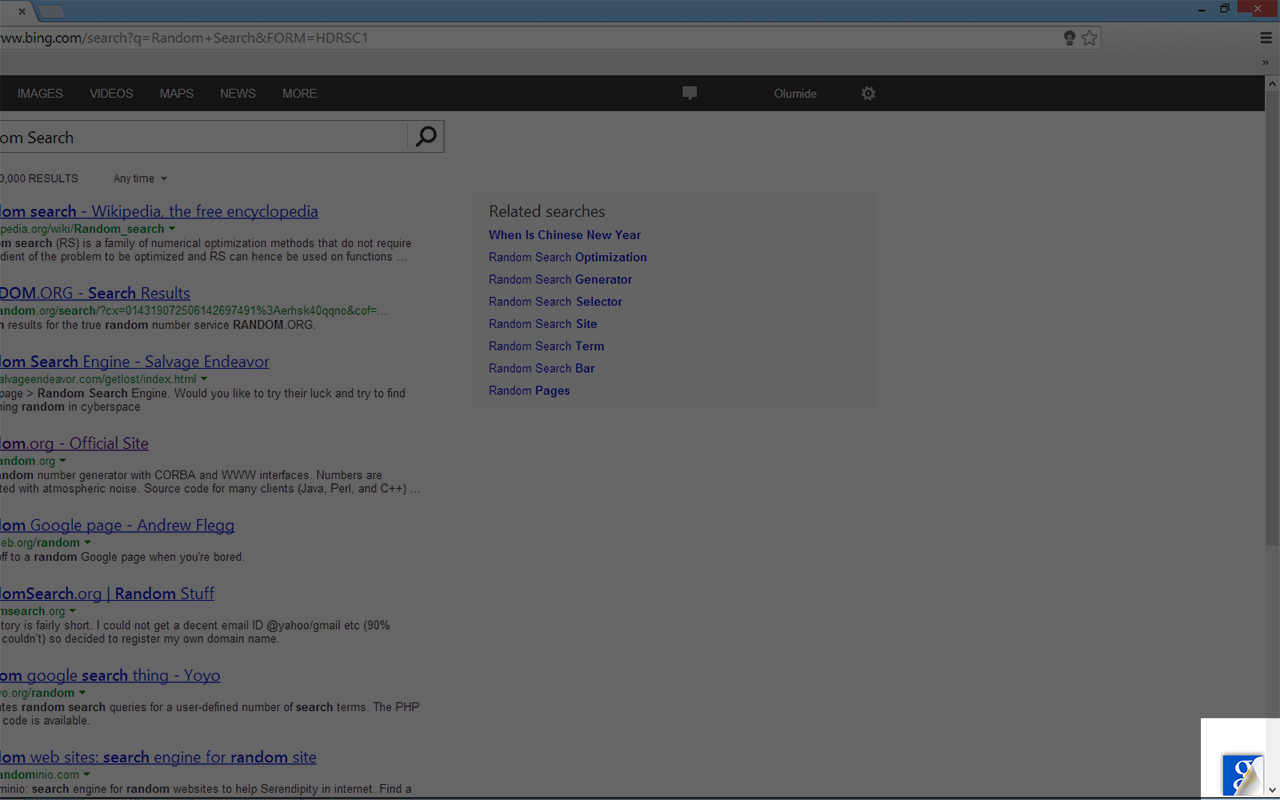 ww.bing.com/search?q=Random+Search&FORM=HDRSC1
»
IMAGES VIDEOS MAPS NEWS MORE Olumide
om Search
0,000 RESULTS Any time
dom search - Wikipedia, the free encyclopedia
pedia.org/wiki/Random_search
om search (RS) is a family of numerical optimization methods that do not require
dient of the problem to be optimized and RS can hence be used on functions ...
DOM.ORG - Search Results
andom.org/search/?cx=014319072506142697491%3Aerhsk40qqno&cof=...
h results for the true random number service RANDOM.ORG.
dom Search Engine - Salvage Endeavor
alvageendeavor.com/getlost/index.html
page > Random Search Engine. Would you like to try their luck and try to find
hing random in cyberspace
dom.org - Official Site
andom.org
andom number generator with CORBA and WWW interfaces. Numbers are
ted with atmospheric noise. Source code for many clients (Java, Perl, and C++) ...
dom Google page - Andrew Flegg
eb.org/random
off to a random Google page when you're bored.
domSearch.org | Random Stuff
msearch.org
tory is fairly short. I could not get a decent email ID @yahoo/gmail etc (90%
couldn't) so decided to register my own domain name.
om google search thing - Yoyo
yo.org/random
ates random search queries for a user-defined number of search terms. The PHP
code is available.
dom web sites: search engine for random site
andominio.com
minio: search engine for random websites to help Serendipity in internet. Find a
Related searches
When Is Chinese New Year
Random Search Optimization
Random Search Generator
Random Search Selector
Random Search Site
Random Search Term
Random Search Bar
Random Pages
g